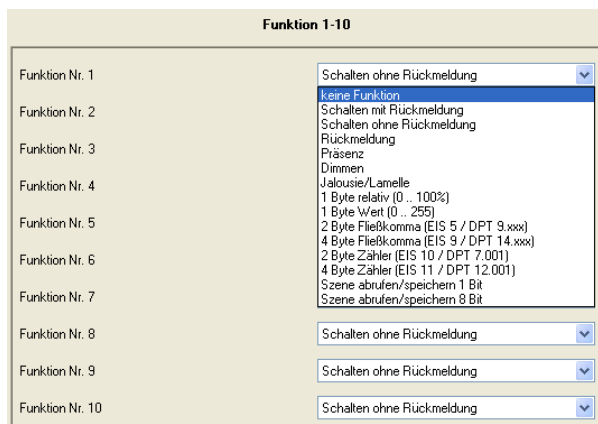 Funktion 1-10
Funktion Nr. 1
Schalten ohne Rückmeldung
keine Funktion
Schalten mit Rückmeldung
Schalten ohne Rückmeldung
Rückmeldung
Präsenz
Dimmen
Jalousie/Lamelle
1 Byte relativ (0 .. 100%)
1 Byte Wert (0 .. 255)
2 Byte Fließkomma (EIS 5 / DPT 9.xxx)
4 Byte Fließkomma (EIS 9 / DPT 14.xxx)
2 Byte Zähler (EIS 10 / DPT 7.001)
4 Byte Zähler (EIS 11 / DPT 12.001)
Szene abrufen/speichern 1 Bit
Szene abrufen/speichern 8 Bit
Funktion Nr. 2
Funktion Nr. 3
Funktion Nr. 4
Funktion Nr. 5
Funktion Nr. 6
Funktion Nr. 7
Funktion Nr. 8
Schalten ohne Rückmeldung
Funktion Nr. 9
Schalten ohne Rückmeldung
Funktion Nr. 10
Schalten ohne Rückmeldung